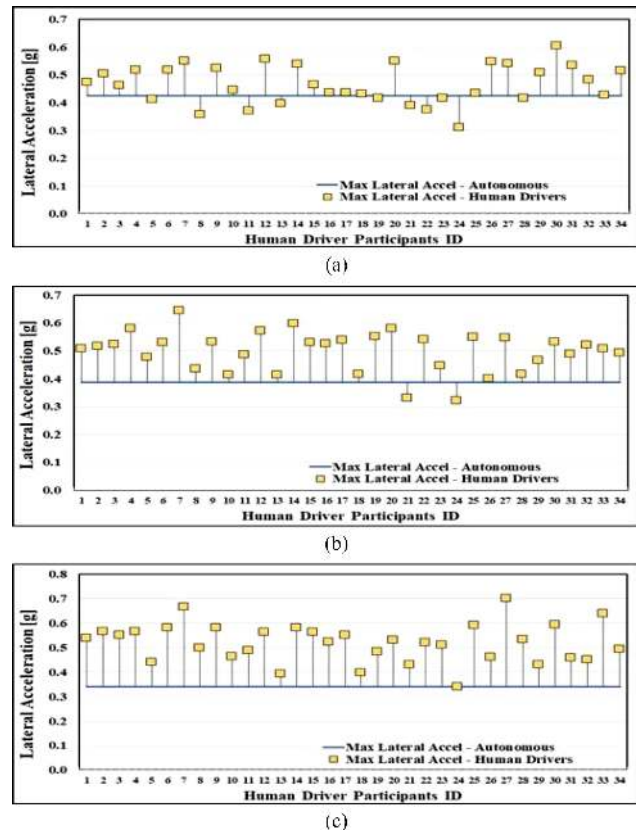 0.7
0.6
0.5
0.4
0.3
0.2
0.1
0.0
Lateral Acceleration [g]
Max Lateral Accel - Autonomous
Max Lateral Accel - Human Drivers
1 2 3 4 5 6 7 8 9 10 11 12 13 14 15 16 17 18 19 20 21 22 23 24 25 26 27 28 29 30 31 32 33 34
Human Driver Participants ID
(a)
0.7
0.6
0.5
0.4
0.3
0.2
0.1
0.0
Lateral Acceleration [g]
Max Lateral Accel - Autonomous
Max Lateral Accel - Human Drivers
1 2 3 4 5 6 7 8 9 10 11 12 13 14 15 16 17 18 19 20 21 22 23 24 25 26 27 28 29 30 31 32 33 34
Human Driver Participants ID
(b)
0.8
0.7
0.6
0.5
0.4
0.3
0.2
0.1
0.0
Lateral Acceleration [g]
Max Lateral Accel - Autonomous
Max Lateral Accel - Human Drivers
1 2 3 4 5 6 7 8 9 10 11 12 13 14 15 16 17 18 19 20 21 22 23 24 25 26 27 28 29 30 31 32 33 34
Human Driver Participants ID
(c)